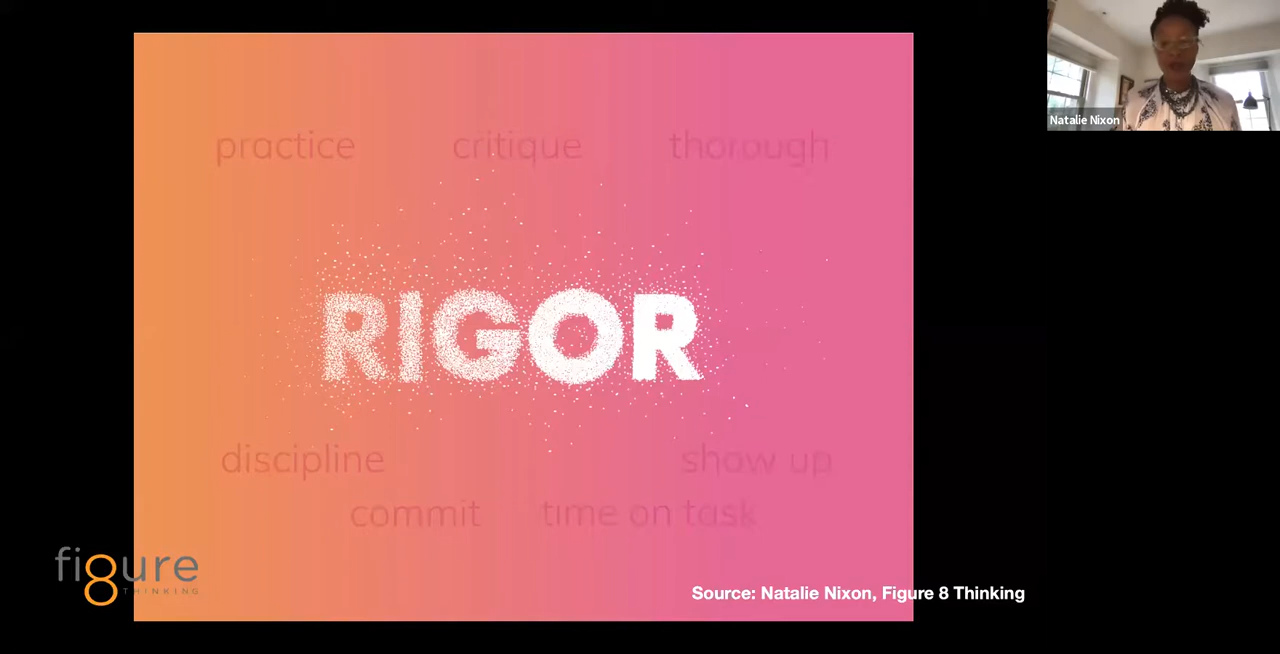 Natalie Nixon
practice critique thorough
RIGOR
discipline show up
commit time on task
figure
THINKING
Source: Natalie Nixon, Figure 8 Thinking